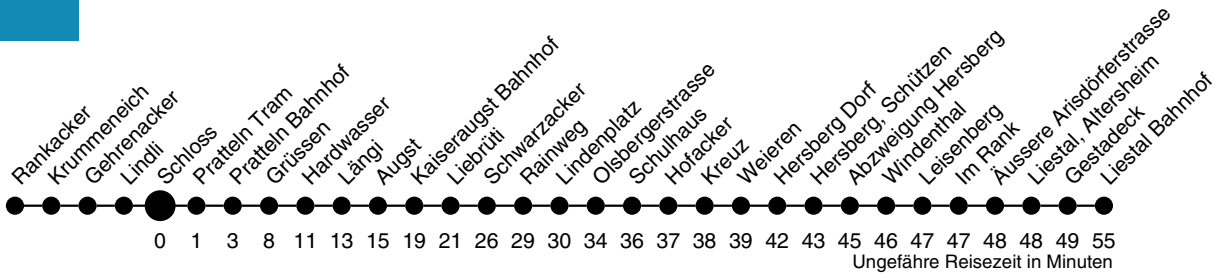 Rankacker
Krummeneich
Gehrenacker
Lindli
Schloss
Pratteln Tram
Pratteln Bahnhof
Grüssen
Hardwasser
Längi
Augst
Kaiseraugst Bahnhof
Liebrüti
Schwarzacker
Rainweg
Lindenplatz
Olsbergerstrasse
Schulhaus
Hofacker
Kreuz
Weieren
Hersberg Dorf
Hersberg, Schützen
Abzweigung Hersberg
Windenthal
Leisenberg
Im Rank
Äussere Arisdörferstrasse
Liestal, Altersheim
Gestadeck
Liestal Bahnhof
0 1 3 8 11 13 15 19 21 26 29 30 34 36 37 38 39 42 43 45 46 47 47 48 48 49 55
Ungefähre Reisezeit in Minuten